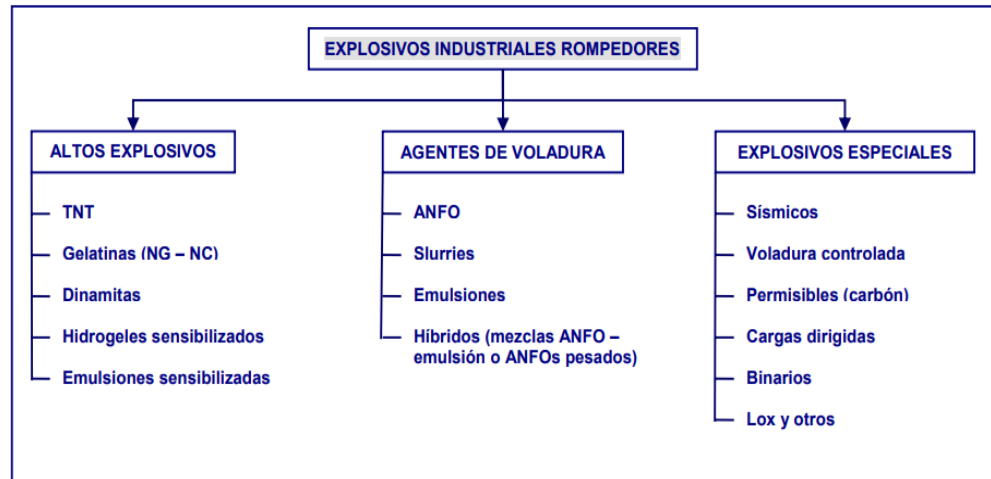 EXPLOSIVOS INDUSTRIALES ROMPEDORES
ALTOS EXPLOSIVOS
TNT
Gelatinas (NG – NC)
Dinamitas
Hidrogeles sensibilizados
Emulsiones sensibilizadas
AGENTES DE VOLADURA
ANFO
Slurries
Emulsiones
Híbridos (mezclas ANFO –
emulsión o ANFOs pesados)
EXPLOSIVOS ESPECIALES
Sísmicos
Voladura controlada
Permisibles (carbón)
Cargas dirigidas
Binarios
Lox y otros